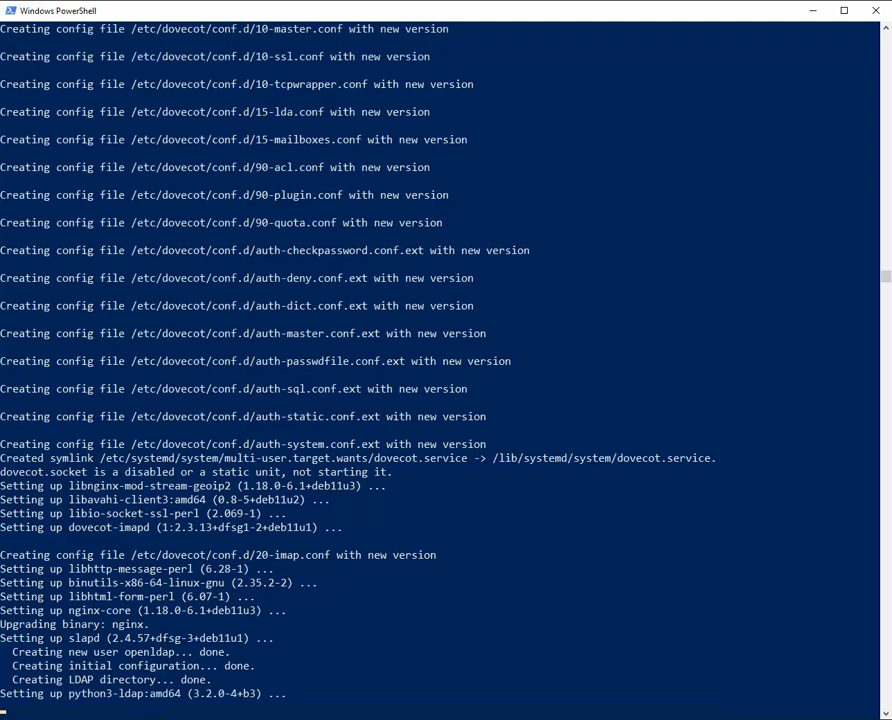 Windows PowerShell
Creating config file /etc/dovecot/conf.d/10-master.conf with new version
Creating config file /etc/dovecot/conf.d/10-ssl.conf with new version
Creating config file /etc/dovecot/conf.d/10-tcpwrapper.conf with new version
Creating config file /etc/dovecot/conf.d/15-lda.conf with new version
Creating config file /etc/dovecot/conf.d/15-mailboxes.conf with new version
Creating config file /etc/dovecot/conf.d/90-acl.conf with new version
Creating config file /etc/dovecot/conf.d/90-plugin.conf with new version
Creating config file /etc/dovecot/conf.d/90-quota.conf with new version
Creating config file /etc/dovecot/conf.d/auth-checkpassword.conf.ext with new version
Creating config file /etc/dovecot/conf.d/auth-deny.conf.ext with new version
Creating config file /etc/dovecot/conf.d/auth-dict.conf.ext with new version
Creating config file /etc/dovecot/conf.d/auth-master.conf.ext with new version
Creating config file /etc/dovecot/conf.d/auth-passwdfile.conf.ext with new version
Creating config file /etc/dovecot/conf.d/auth-sql.conf.ext with new version
Creating config file /etc/dovecot/conf.d/auth-static.conf.ext with new version
Creating config file /etc/dovecot/conf.d/auth-system.conf.ext with new version
Created symlink /etc/systemd/system/multi-user.target.wants/dovecot.service -> /lib/systemd/system/dovecot.service.
dovecot.socket is a disabled or a static unit, not starting it.
Setting up libnginx-mod-stream-geoip2 (1.18.0-6.1+deb11u3) ...
Setting up libavahi-client3:amd64 (0.8-5+deb11u2) ...
Setting up libio-socket-ssl-perl (2.069-1) ...
Setting up dovecot-imapd (1:2.3.13+dfsg1-2+deb11u1) ...
Creating config file /etc/dovecot/conf.d/20-imap.conf with new version
Setting up libhttp-message-perl (6.28-1) ...
Setting up binutils-x86-64-linux-gnu (2.35.2-2) ...
Setting up libhtml-form-perl (6.07-1) ...
Setting up nginx-core (1.18.0-6.1+deb11u3) ...
Upgrading binary: nginx.
Setting up slapd (2.4.57+dfsg-3+deb11u1) ...
Creating new user openldap... done.
Creating initial configuration... done.
Creating LDAP directory... done.
Setting up python3-ldap:amd64 (3.2.0-4+b3) ...